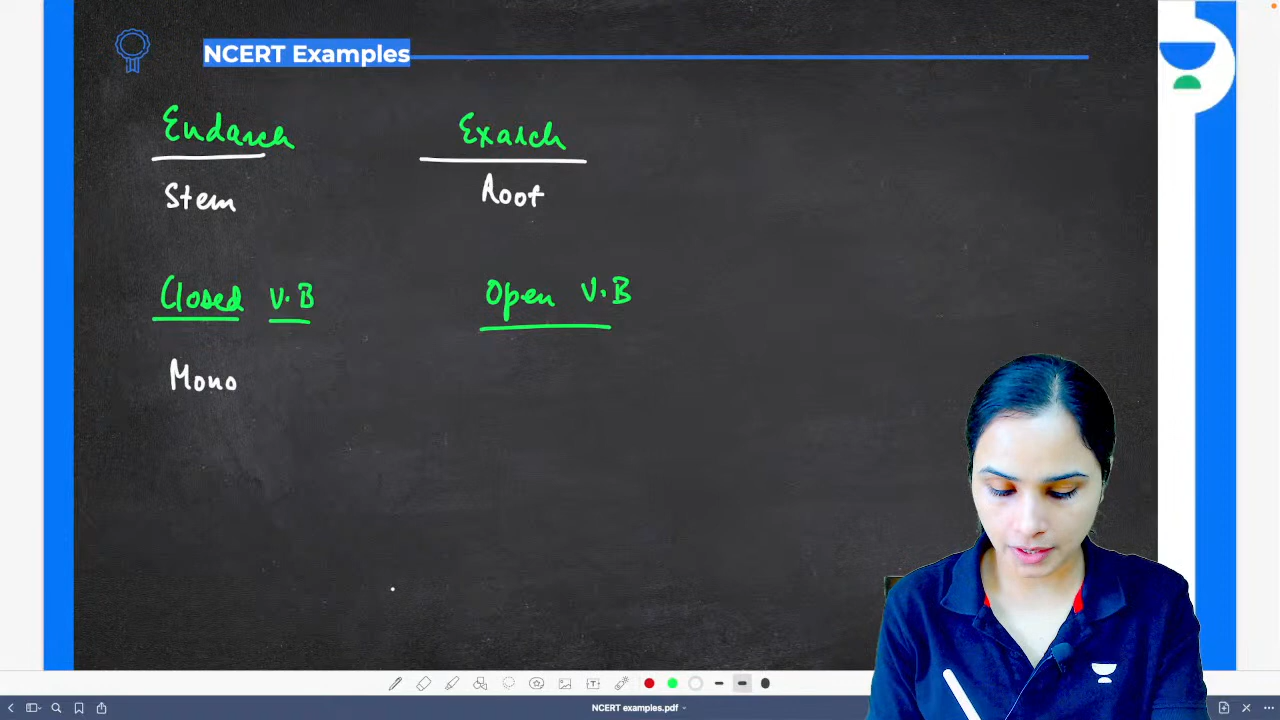 NCERT Examples
Endarch Exarch
Stem Root
Closed V.B Open V.B
Mono
NCERT examples.pdf